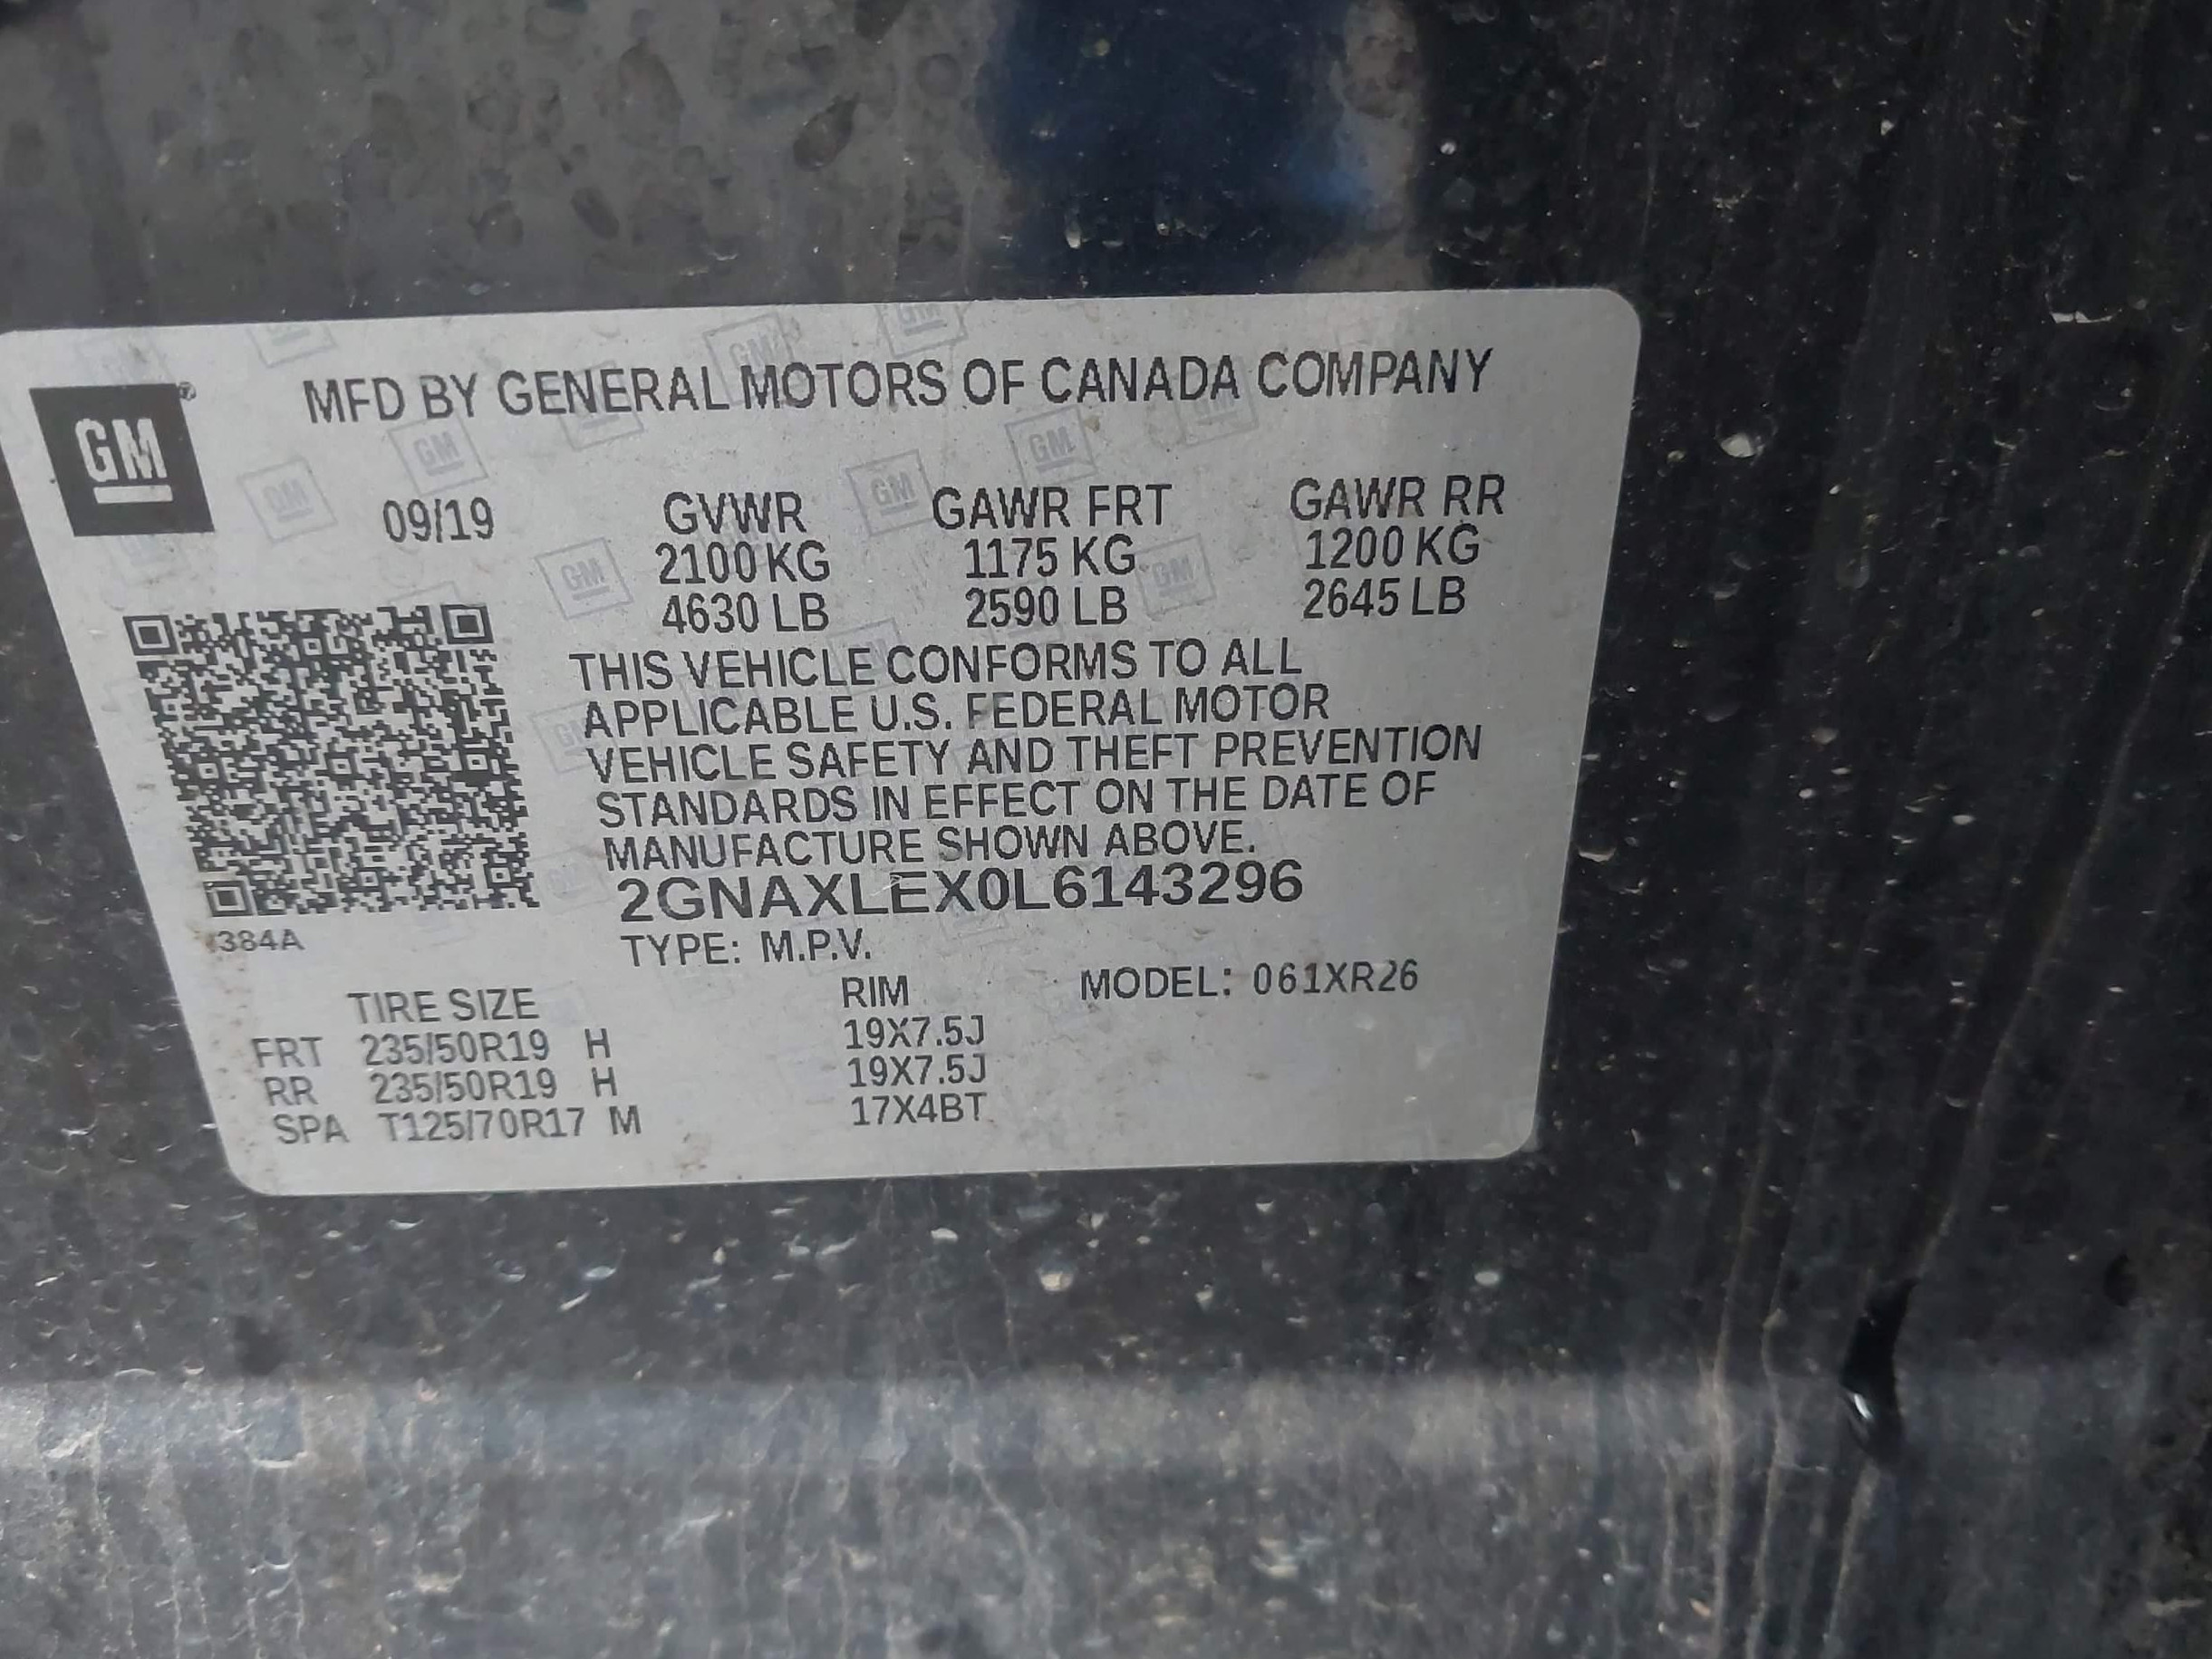 MFD BY GENERAL MOTORS OF CANADA COMPANY
GM
®
09/19 GVWR GAWR FRT GAWR RR
2100 KG 1175 KG 1200 KG
4630 LB 2590 LB 2645 LB
THIS VEHICLE CONFORMS TO ALL
APPLICABLE U.S. FEDERAL MOTOR
VEHICLE SAFETY AND THEFT PREVENTION
STANDARDS IN EFFECT ON THE DATE OF
MANUFACTURE SHOWN ABOVE.
2GNAXLEX0L6143296
384A
TYPE: M.P.V.
TIRE SIZE RIM MODEL: 061XR26
FRT 235/50R19 H 19X7.5J
RR 235/50R19 H 19X7.5J
SPA T125/70R17 M 17X4BT